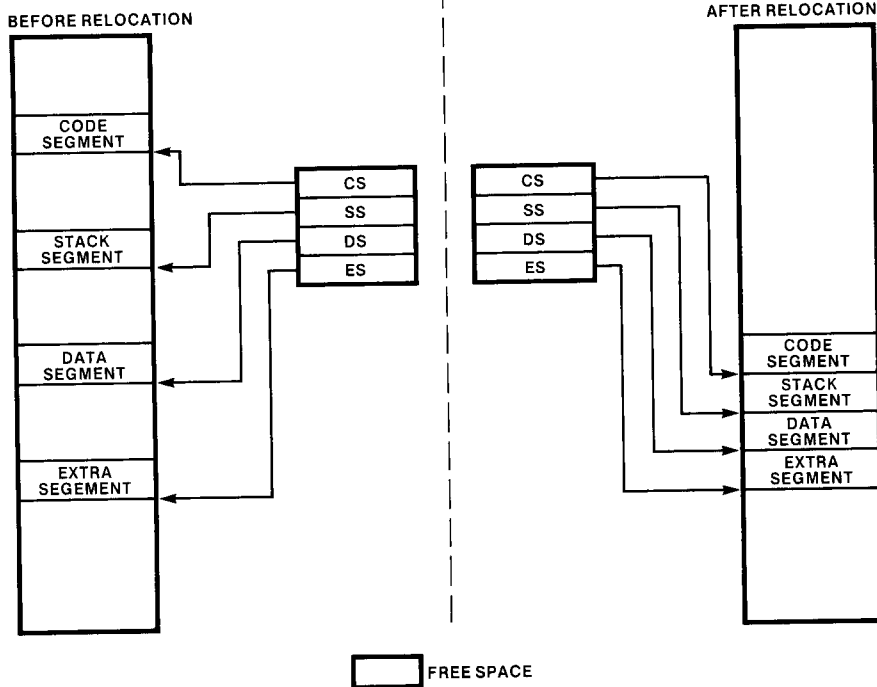 BEFORE RELOCATION
CODE
SEGMENT
STACK
SEGMENT
DATA
SEGMENT
EXTRA
SEGEMENT
CS
SS
DS
ES
AFTER RELOCATION
CS
SS
DS
ES
CODE
SEGMENT
STACK
SEGMENT
DATA
SEGMENT
EXTRA
SEGMENT
FREE SPACE